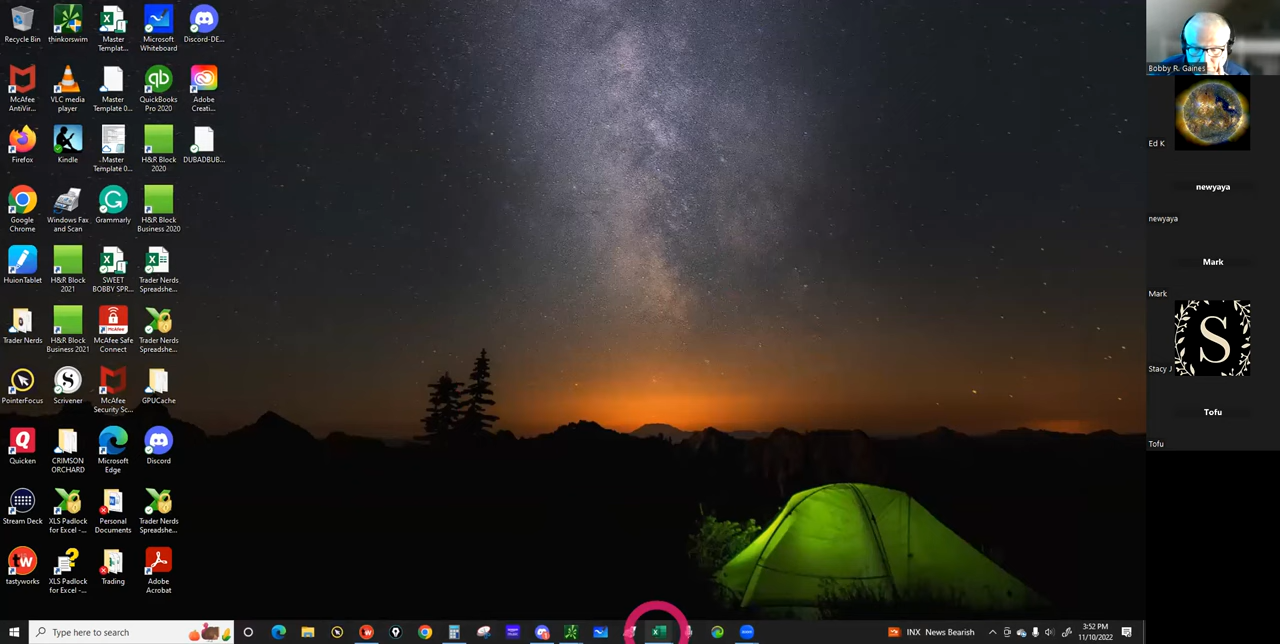 Recycle Bin
thinkorswim
Master
Templat...
Microsoft
Whiteboard
Discord-DE...
McAfee
AntiVir...
VLC media
player
Master
Template 0...
QuickBooks
Pro 2020
Adobe
Creati...
Firefox
Kindle
Master
Template 0...
H&R Block
2020
DUBADBUB...
Google
Chrome
Windows Fax
and Scan
Grammarly
H&R Block
Business 2020
HuionTablet
H&R Block
2021
SWEET
BOBBY SPR...
Trader Nerds
Spreadshe...
Trader Nerds
H&R Block
Business 2021
McAfee Safe
Connect
Trader Nerds
Spreadshe...
PointerFocus
Scrivener
McAfee
Security Sc...
GPUCache
Quicken
CRIMSON
ORCHARD
Microsoft
Edge
Discord
Stream Deck
XLS Padlock
for Excel -...
Personal
Documents
Trader Nerds
Spreadshe...
tastyworks
XLS Padlock
for Excel -...
Trading
Adobe
Acrobat
Type here to search
INX News Bearish
3:52 PM
11/10/2022
Bobby R. Gaines
Ed K
newyaya
newyaya
Mark
Mark
S
Stacy J
Tofu
Tofu